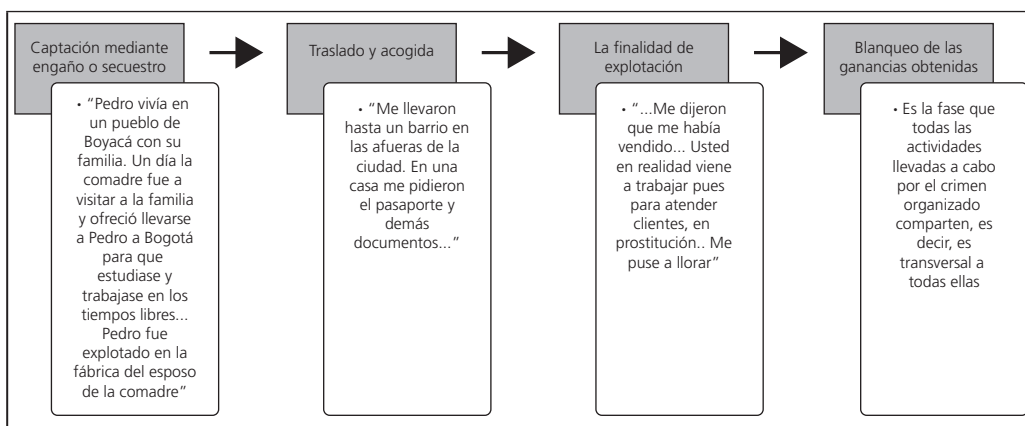 Captación mediante
engaño o secuestro
• “Pedro vivía en
un pueblo de
Boyacá con su
familia. Un día la
comadre fue a
visitar a la familia
y ofreció llevarse
a Pedro a Bogotá
para que
estudiase y
trabajase en los
tiempos libres...
Pedro fue
explotado en la
fábrica del esposo
de la comadre”
Traslado y acogida
• “Me llevaron
hasta un barrio en
las afueras de la
ciudad. En una
casa me pidieron
el pasaporte y
demás
documentos...”
La finalidad de
explotación
• “...Me dijeron
que me había
vendido... Usted
en realidad viene
a trabajar pues
para atender
clientes, en
prostitución.. Me
puse a llorar”
Blanqueo de las
ganancias obtenidas
• Es la fase que
todas las
actividades
llevadas a cabo
por el crimen
organizado
comparten, es
decir, es
transversal a
todas ellas